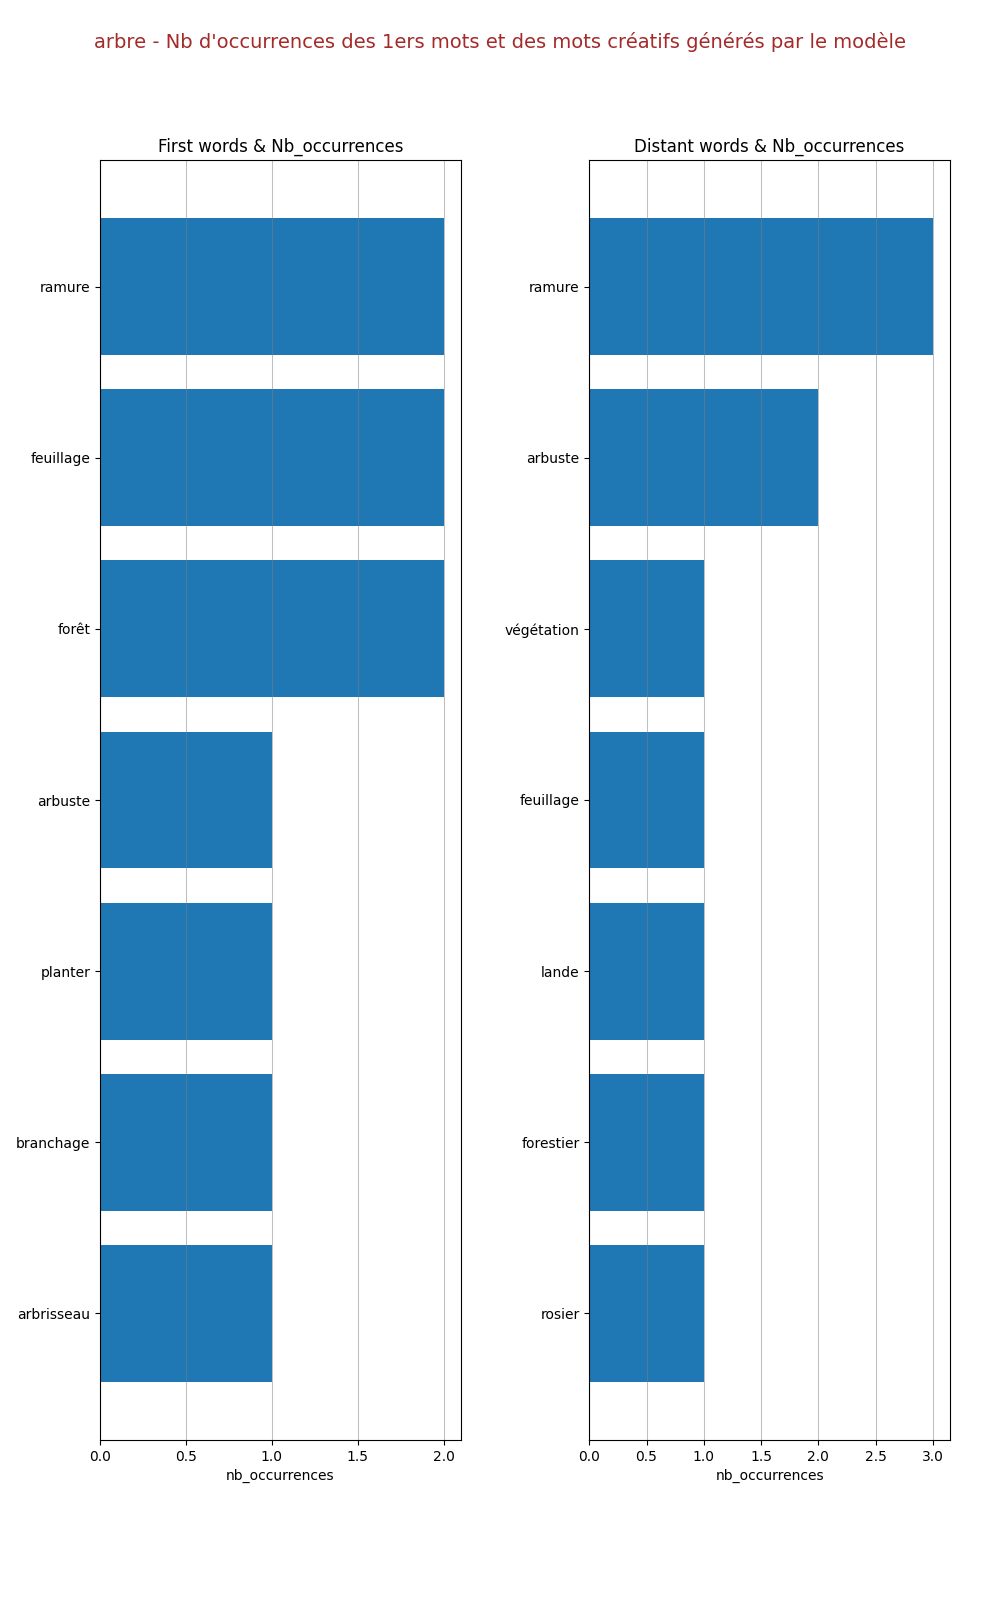 arbre - Nb d'occurrences des 1ers mots et des mots créatifs générés par le modèle
First words & Nb_occurrences
ramure
feuillage
forêt
arbuste
planter
branchage
arbrisseau
0.0 0.5 1.0 1.5 2.0
nb_occurrences
Distant words & Nb_occurrences
ramure
arbuste
végétation
feuillage
lande
forestier
rosier
0.0 0.5 1.0 1.5 2.0 2.5 3.0
nb_occurrences